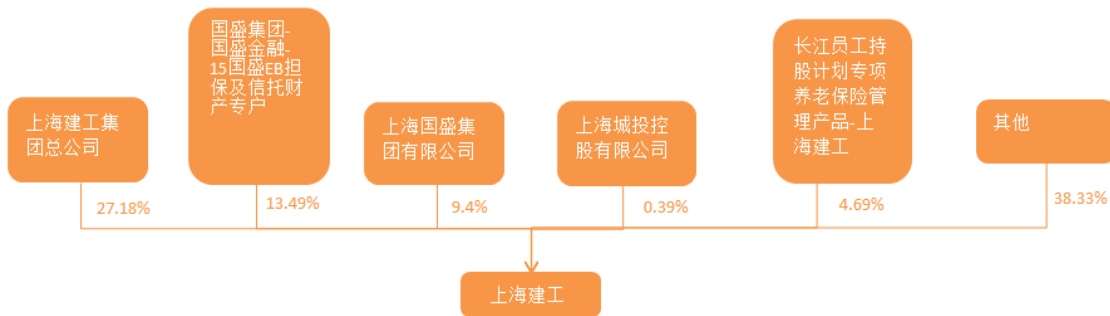 国盛集团-
国盛金融-
15国盛EB担
保及信托财
产专户
长江员工持
股计划专项
养老保险管
理产品-上
海建工
上海建工集
团总公司
上海国盛集
团有限公司
上海城投控
股有限公司
其他
27.18%
13.49%
9.4%
0.39%
4.69%
38.33%
上海建工